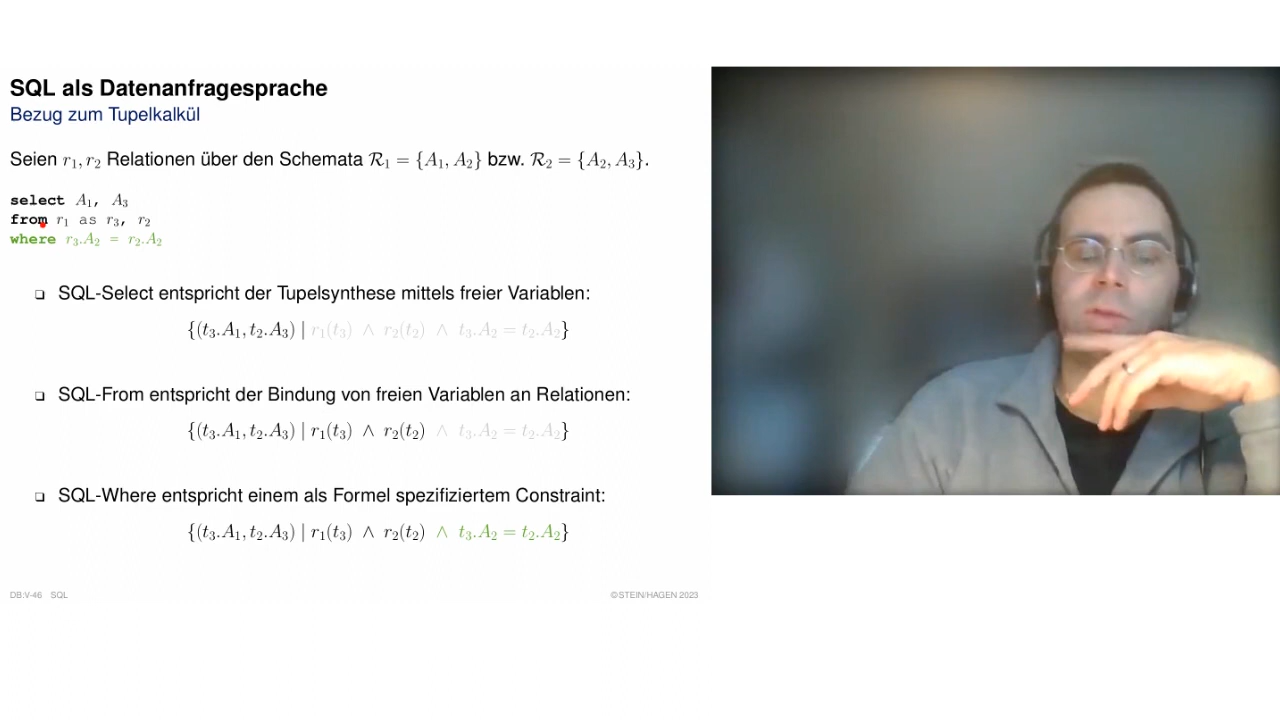 SQL als Datenanfragesprache
Bezug zum Tupelkalkül
Seien r₁, r₂ Relationen über den Schemata ℛ₁ = {A₁, A₂} bzw. ℛ₂ = {A₂, A₃}.
select A₁, A₃
from r₁ as r₃, r₂
where r₃.A₂ = r₂.A₂
❑ SQL-Select entspricht der Tupelsynthese mittels freier Variablen:
{(t₃.A₁, t₂.A₃) | r₁(t₃) ∧ r₂(t₂) ∧ t₃.A₂ = t₂.A₂}
❑ SQL-From entspricht der Bindung von freien Variablen an Relationen:
{(t₃.A₁, t₂.A₃) | r₁(t₃) ∧ r₂(t₂) ∧ t₃.A₂ = t₂.A₂}
❑ SQL-Where entspricht einem als Formel spezifiziertem Constraint:
{(t₃.A₁, t₂.A₃) | r₁(t₃) ∧ r₂(t₂) ∧ t₃.A₂ = t₂.A₂}
DB:V-46 SQL
©STEIN/HAGEN 2023